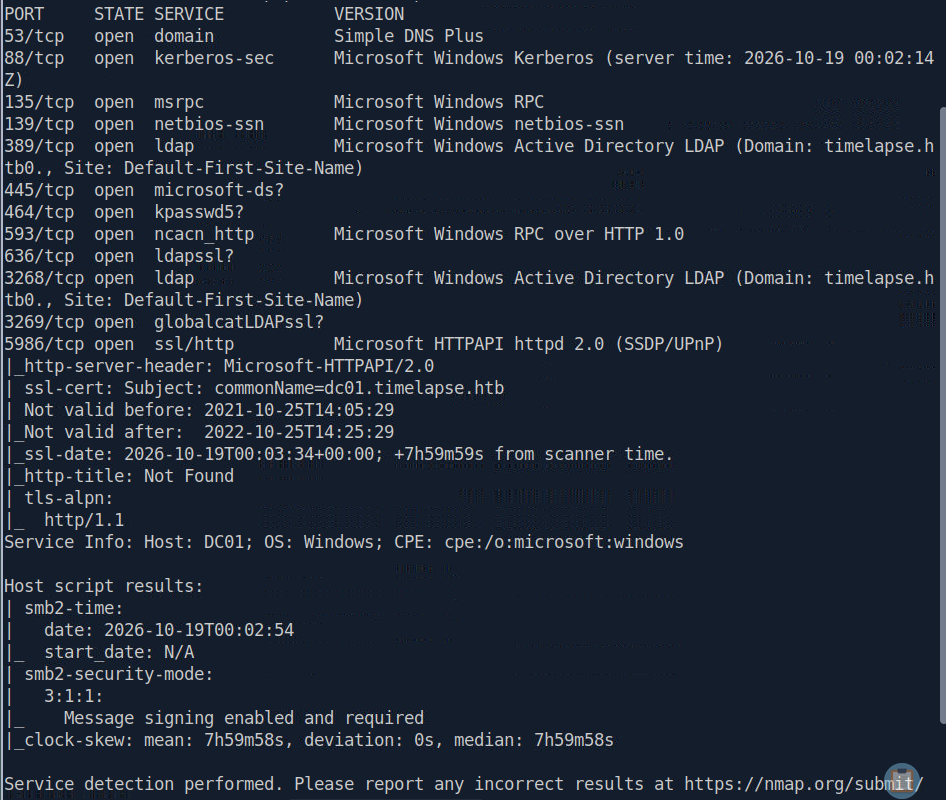 PORT     STATE SERVICE           VERSION
53/tcp   open  domain            Simple DNS Plus
88/tcp   open  kerberos-sec      Microsoft Windows Kerberos (server time: 2026-10-19 00:02:14
Z)
135/tcp  open  msrpc             Microsoft Windows RPC
139/tcp  open  netbios-ssn       Microsoft Windows netbios-ssn
389/tcp  open  ldap              Microsoft Windows Active Directory LDAP (Domain: timelapse.h
tb0., Site: Default-First-Site-Name)
445/tcp  open  microsoft-ds?
464/tcp  open  kpasswd5?
593/tcp  open  ncacn_http        Microsoft Windows RPC over HTTP 1.0
636/tcp  open  ldapssl?
3268/tcp open  ldap              Microsoft Windows Active Directory LDAP (Domain: timelapse.h
tb0., Site: Default-First-Site-Name)
3269/tcp open  globalcatLDAPssl?
5986/tcp open  ssl/http          Microsoft HTTPAPI httpd 2.0 (SSDP/UPnP)
|_http-server-header: Microsoft-HTTPAPI/2.0
| ssl-cert: Subject: commonName=dc01.timelapse.htb
| Not valid before: 2021-10-25T14:05:29
|_Not valid after:  2022-10-25T14:25:29
|_ssl-date: 2026-10-19T00:03:34+00:00; +7h59m59s from scanner time.
|_http-title: Not Found
| tls-alpn:
|_  http/1.1
Service Info: Host: DC01; OS: Windows; CPE: cpe:/o:microsoft:windows
Host script results:
| smb2-time:
|   date: 2026-10-19T00:02:54
|_  start_date: N/A
| smb2-security-mode:
|   3:1:1:
|_    Message signing enabled and required
|_clock-skew: mean: 7h59m58s, deviation: 0s, median: 7h59m58s
Service detection performed. Please report any incorrect results at https://nmap.org/submit/